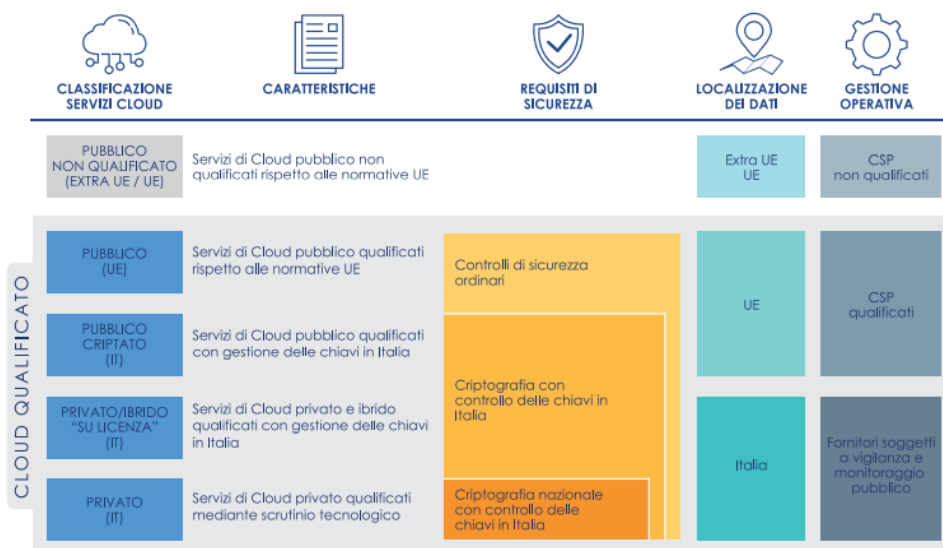 CLASSIFICAZIONE
SERVIZI CLOUD
CARATTERISTICHE
REQUISITI DI
SICUREZZA
LOCALIZZAZIONE
DEI DATI
GESTIONE
OPERATIVA
PUBBLICO
NON QUALIFICATO
(EXTRA UE / UE)
Servizi di Cloud pubblico non
qualificati rispetto alle normative UE
Extra UE
UE
CSP
non qualificati
CLOUD QUALIFICATO
PUBBLICO
(UE)
Servizi di Cloud pubblico qualificati
rispetto alle normative UE
Controlli di sicurezza
ordinari
UE
CSP
qualificati
PUBBLICO
CRIPTATO
(IT)
Servizi di Cloud pubblico qualificati
con gestione delle chiavi in Italia
Criptografia con
controllo delle chiavi in
Italia
PRIVATO/IBRIDO
"SU LICENZA"
(IT)
Servizi di Cloud privato e ibrido
qualificati con gestione delle chiavi
in Italia
Italia
Fornitori soggetti
a vigilanza e
monitoraggio
pubblico
PRIVATO
(IT)
Servizi di Cloud privato qualificati
mediante scrutinio tecnologico
Criptografia nazionale
con controllo delle
chiavi in Italia